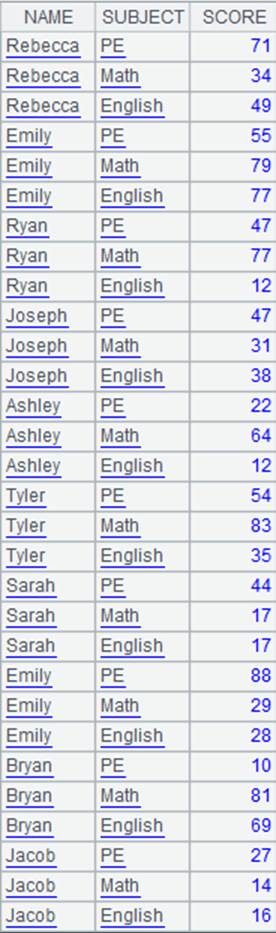 NAME SUBJECT SCORE
Rebecca PE 71
Rebecca Math 34
Rebecca English 49
Emily PE 55
Emily Math 79
Emily English 77
Ryan PE 47
Ryan Math 77
Ryan English 12
Joseph PE 47
Joseph Math 31
Joseph English 38
Ashley PE 22
Ashley Math 64
Ashley English 12
Tyler PE 54
Tyler Math 83
Tyler English 35
Sarah PE 44
Sarah Math 17
Sarah English 17
Emily PE 88
Emily Math 29
Emily English 28
Bryan PE 10
Bryan Math 81
Bryan English 69
Jacob PE 27
Jacob Math 14
Jacob English 16